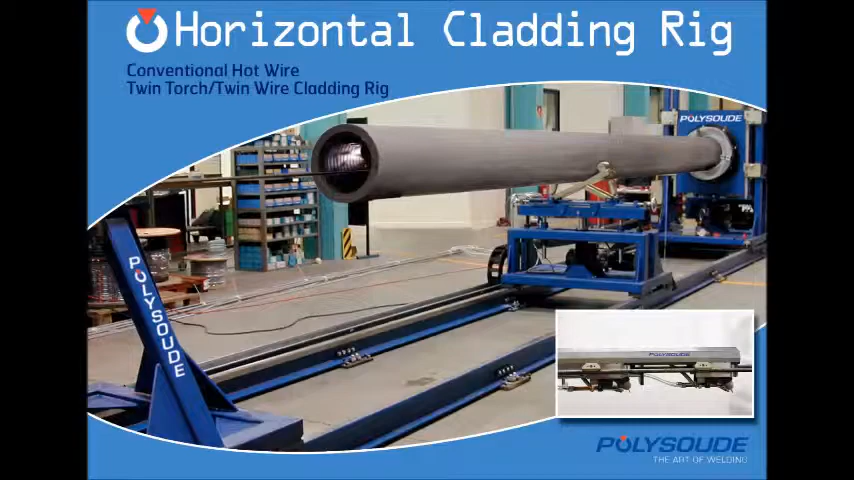 Horizontal Cladding Rig
Conventional Hot Wire
Twin Torch/Twin Wire Cladding Rig
POLYSOUDE
POLYSOUDE
POLYSOUDE
POLYSOUDE
THE ART OF WELDING